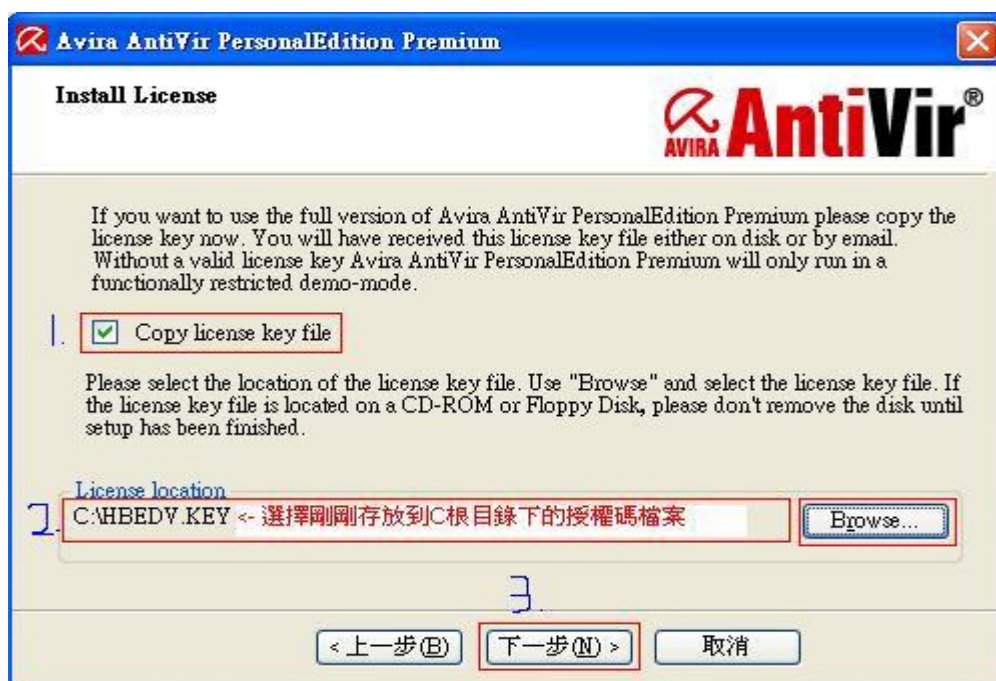 Avira AntiVir PersonalEdition Premium
Install License
AVIRA AntiVir®
If you want to use the full version of Avira AntiVir PersonalEdition Premium please copy the
license key now. You will have received this license key file either on disk or by email.
Without a valid license key Avira AntiVir PersonalEdition Premium will only run in a
functionally restricted demo-mode.
1. Copy license key file
Please select the location of the license key file. Use "Browse" and select the license key file. If
the license key file is located on a CD-ROM or Floppy Disk, please don't remove the disk until
setup has been finished.
License location
2. C:\HBEDV.KEY <- 選擇剛剛存放到C根目錄下的授權碼檔案 Browse...
3.
<上一步(B) 下一步(N)> 取消